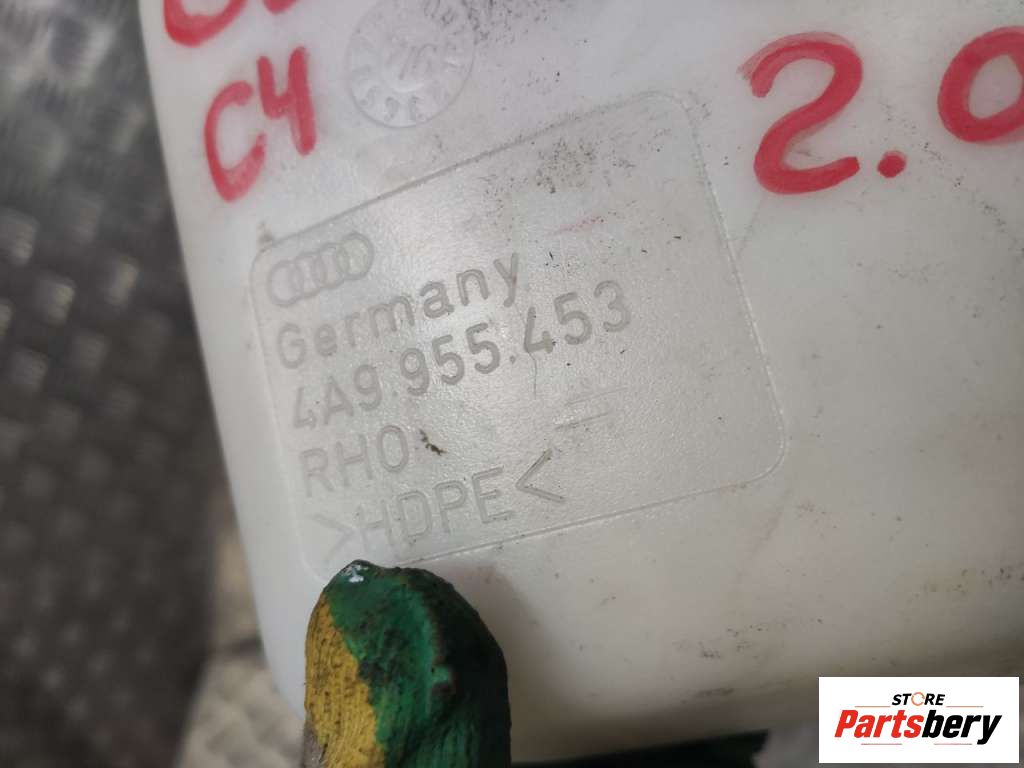 C4
2.0
Germany
4A9.955.453
RHO
>HDPE<
STORE
Partsbery